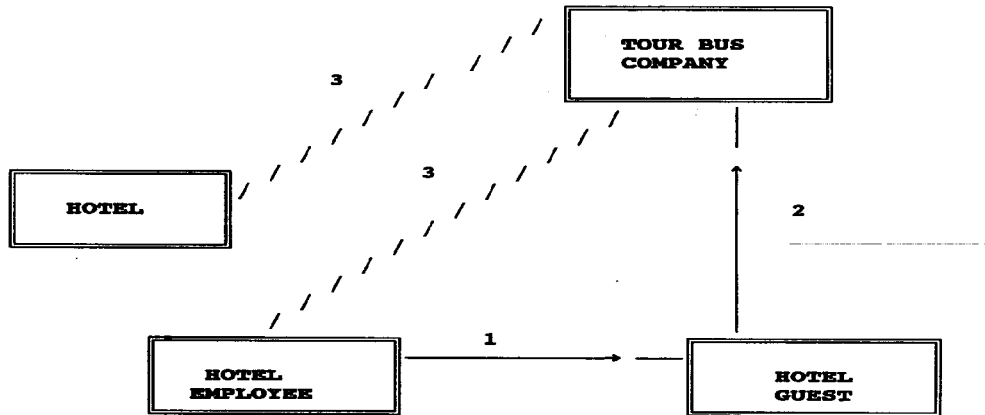 TOUR BUS
COMPANY
3
3
HOTEL
2
1
HOTEL
EMPLOYEE
HOTEL
GUEST